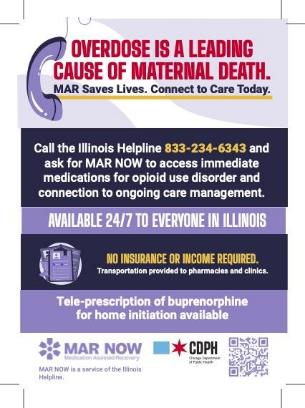 OVERDOSE IS A LEADING
CAUSE OF MATERNAL DEATH.
MAR Saves Lives. Connect to Care Today.
Call the Illinois Helpline 833-234-6343 and
ask for MAR NOW to access immediate
medications for opioid use disorder and
connection to ongoing care management.
AVAILABLE 24/7 TO EVERYONE IN ILLINOIS
NO INSURANCE OR INCOME REQUIRED.
Transportation provided to pharmacies and clinics.
Tele-prescription of buprenorphine
for home initiation available
MAR NOW
Medication Assisted Recovery
CDPH
Chicago Department
of Public Health
MAR NOW is a service of the Illinois
Helpline.